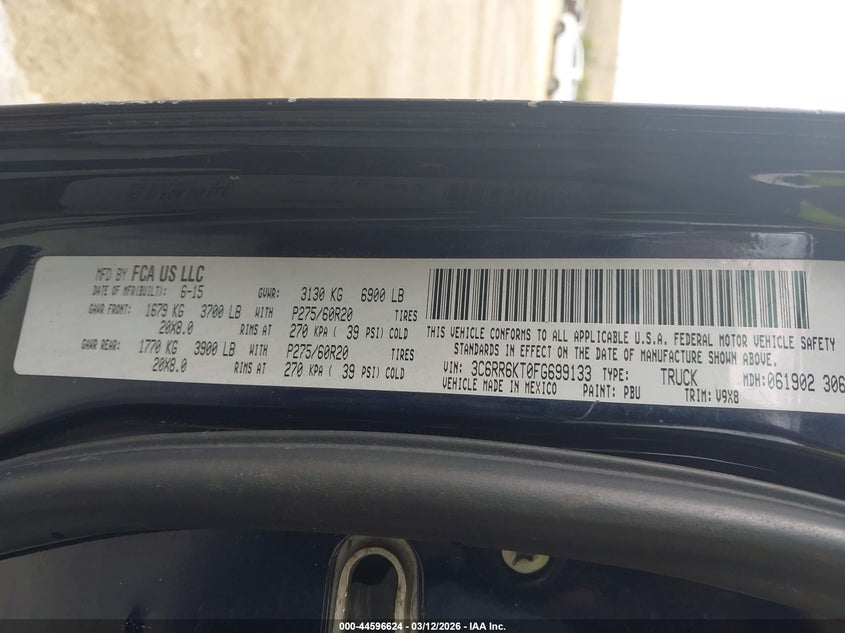 MFD BY FCA US LLC
DATE OF MFR(BUILT): 6-15 GVWR: 3130 KG 6900 LB
GAWR FRONT: 1679 KG 3700 LB WITH P275/60R20 TIRES
20X8.0 RIMS AT 270 KPA ( 39 PSI) COLD
GAWR REAR: 1770 KG 3900 LB WITH P275/60R20 TIRES
20X8.0 RIMS AT 270 KPA ( 39 PSI) COLD
THIS VEHICLE CONFORMS TO ALL APPLICABLE U.S.A. FEDERAL MOTOR VEHICLE SAFETY
STANDARDS IN EFFECT ON THE DATE OF MANUFACTURE SHOWN ABOVE.
VIN: 3C6RR6KT0FG699133 TYPE: TRUCK MDH: 061902 306
VEHICLE MADE IN MEXICO PAINT: PBU TRIM: V9X8
000-44596624 - 03/12/2026 - IAA Inc.